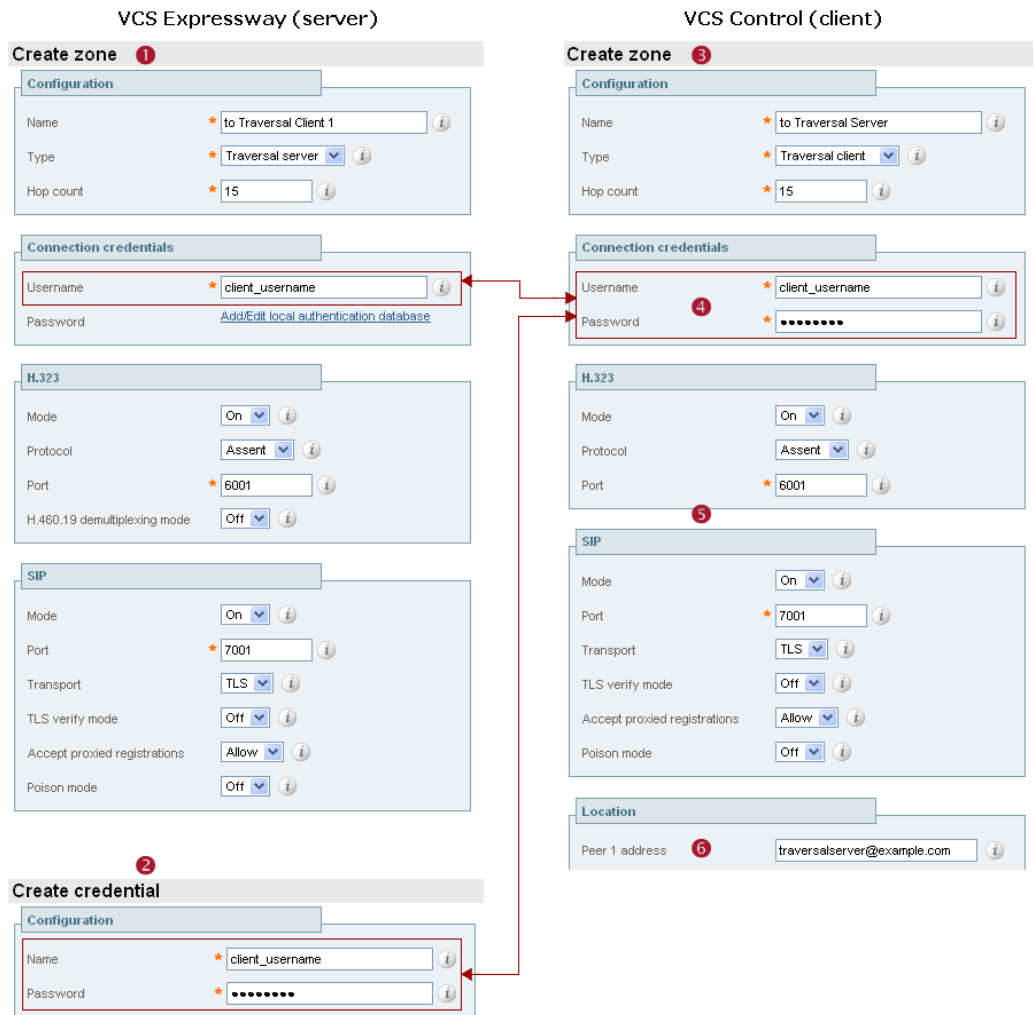 VCS Expressway (server)
Create zone 1
Configuration
Name * to Traversal Client 1 i
Type * Traversal server i
Hop count * 15 i
Connection credentials
Username * client_username i
Password Add/Edit local authentication database
H.323
Mode On i
Protocol Assent i
Port * 6001 i
H.460.19 demultiplexing mode Off i
SIP
Mode On i
Port * 7001 i
Transport TLS i
TLS verify mode Off i
Accept proxied registrations Allow i
Poison mode Off i
2
Create credential
Configuration
Name * client_username i
Password * •••••••• i
VCS Control (client)
Create zone 3
Configuration
Name * to Traversal Server i
Type * Traversal client i
Hop count * 15 i
Connection credentials
Username * client_username i
4
Password * •••••••• i
H.323
Mode On i
Protocol Assent i
Port * 6001 i
5
SIP
Mode On i
Port * 7001 i
Transport TLS i
TLS verify mode Off i
Accept proxied registrations Allow i
Poison mode Off i
Location
Peer 1 address 6 traversalserver@example.com i